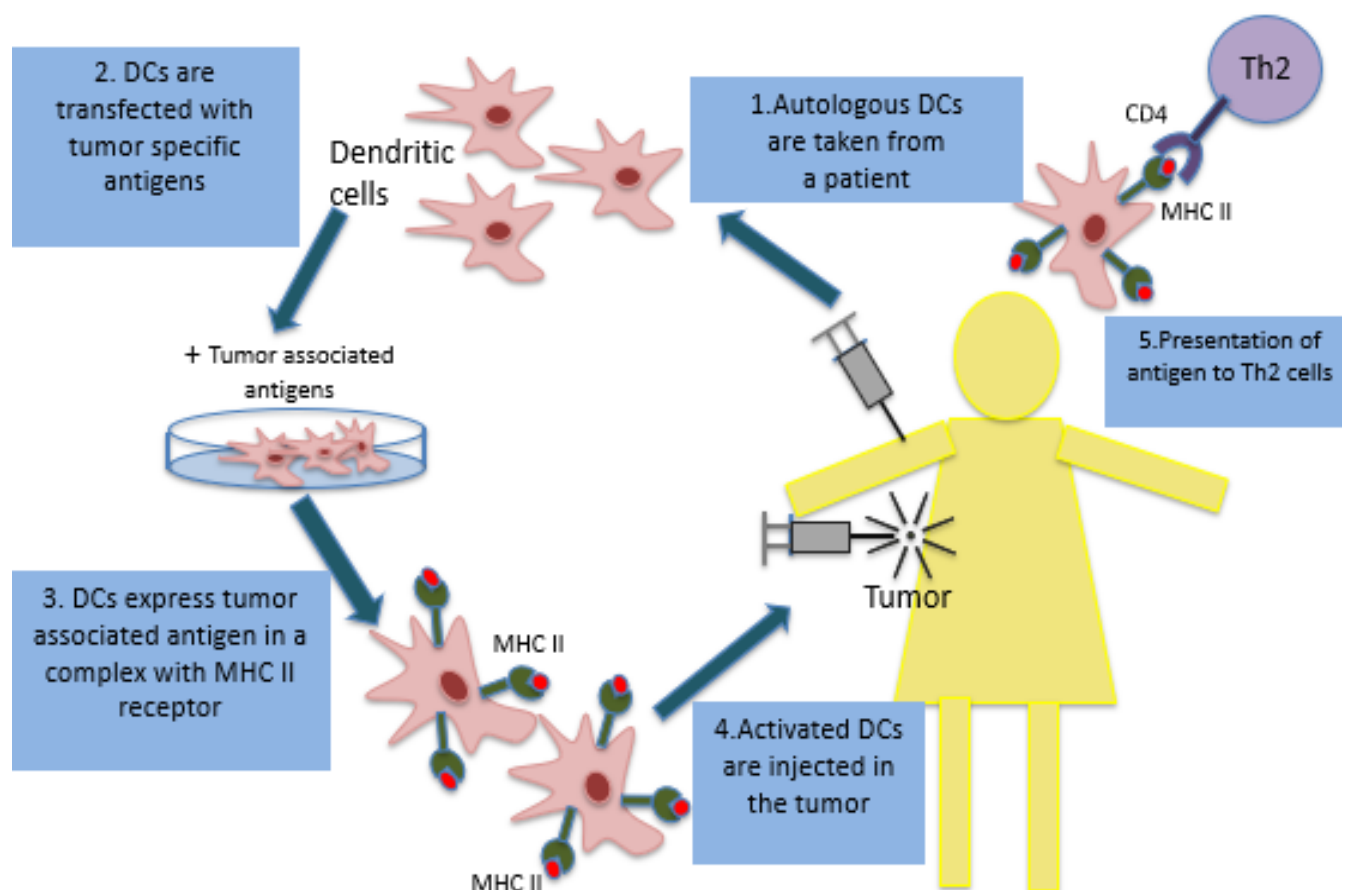 2. DCs are
transfected with
tumor specific
antigens
Dendritic
cells
1.Autologous DCs
are taken from
a patient
Th2
CD4
MHC II
5.Presentation of
antigen to Th2 cells
+ Tumor associated
antigens
3. DCs express tumor
associated antigen in a
complex with MHC II
receptor
MHC II
MHC II
Tumor
4.Activated DCs
are injected in
the tumor